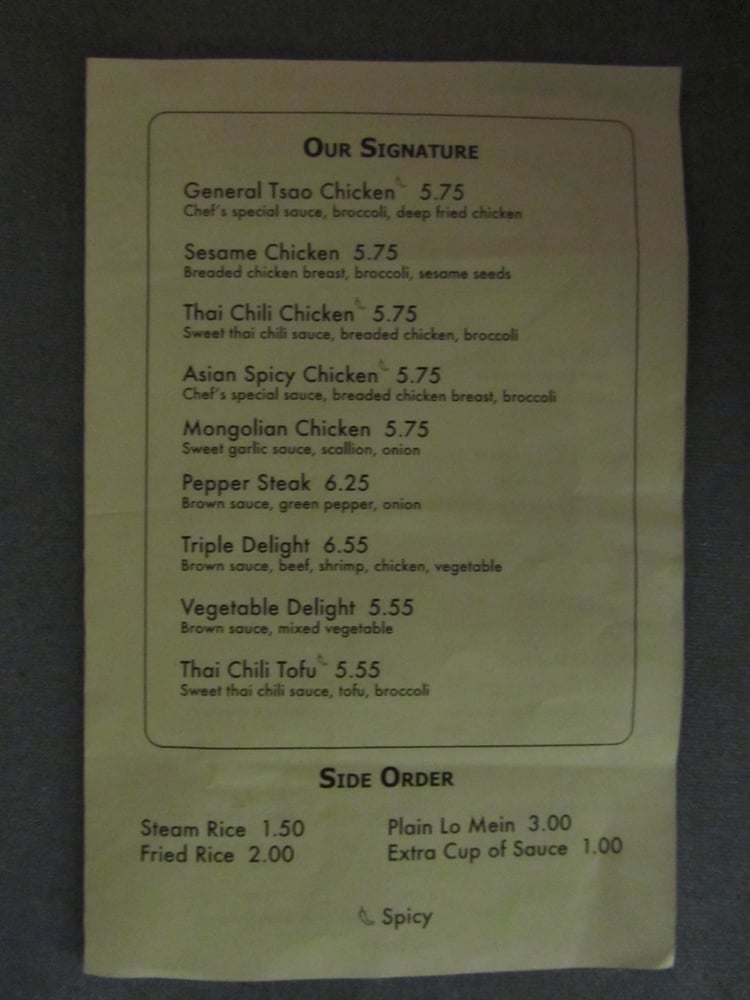 Our Signature
General Tsao Chicken 5.75
Chef's special sauce, broccoli, deep fried chicken
Sesame Chicken 5.75
Breaded chicken breast, broccoli, sesame seeds
Thai Chili Chicken 5.75
Sweet thai chili sauce, breaded chicken, broccoli
Asian Spicy Chicken 5.75
Chef's special sauce, breaded chicken breast, broccoli
Mongolian Chicken 5.75
Sweet garlic sauce, scallion, onion
Pepper Steak 6.25
Brown sauce, green pepper, onion
Triple Delight 6.55
Brown sauce, beef, shrimp, chicken, vegetable
Vegetable Delight 5.55
Brown sauce, mixed vegetable
Thai Chili Tofu 5.55
Sweet thai chili sauce, tofu, broccoli
Side Order
Steam Rice 1.50
Fried Rice 2.00
Plain Lo Mein 3.00
Extra Cup of Sauce 1.00
Spicy